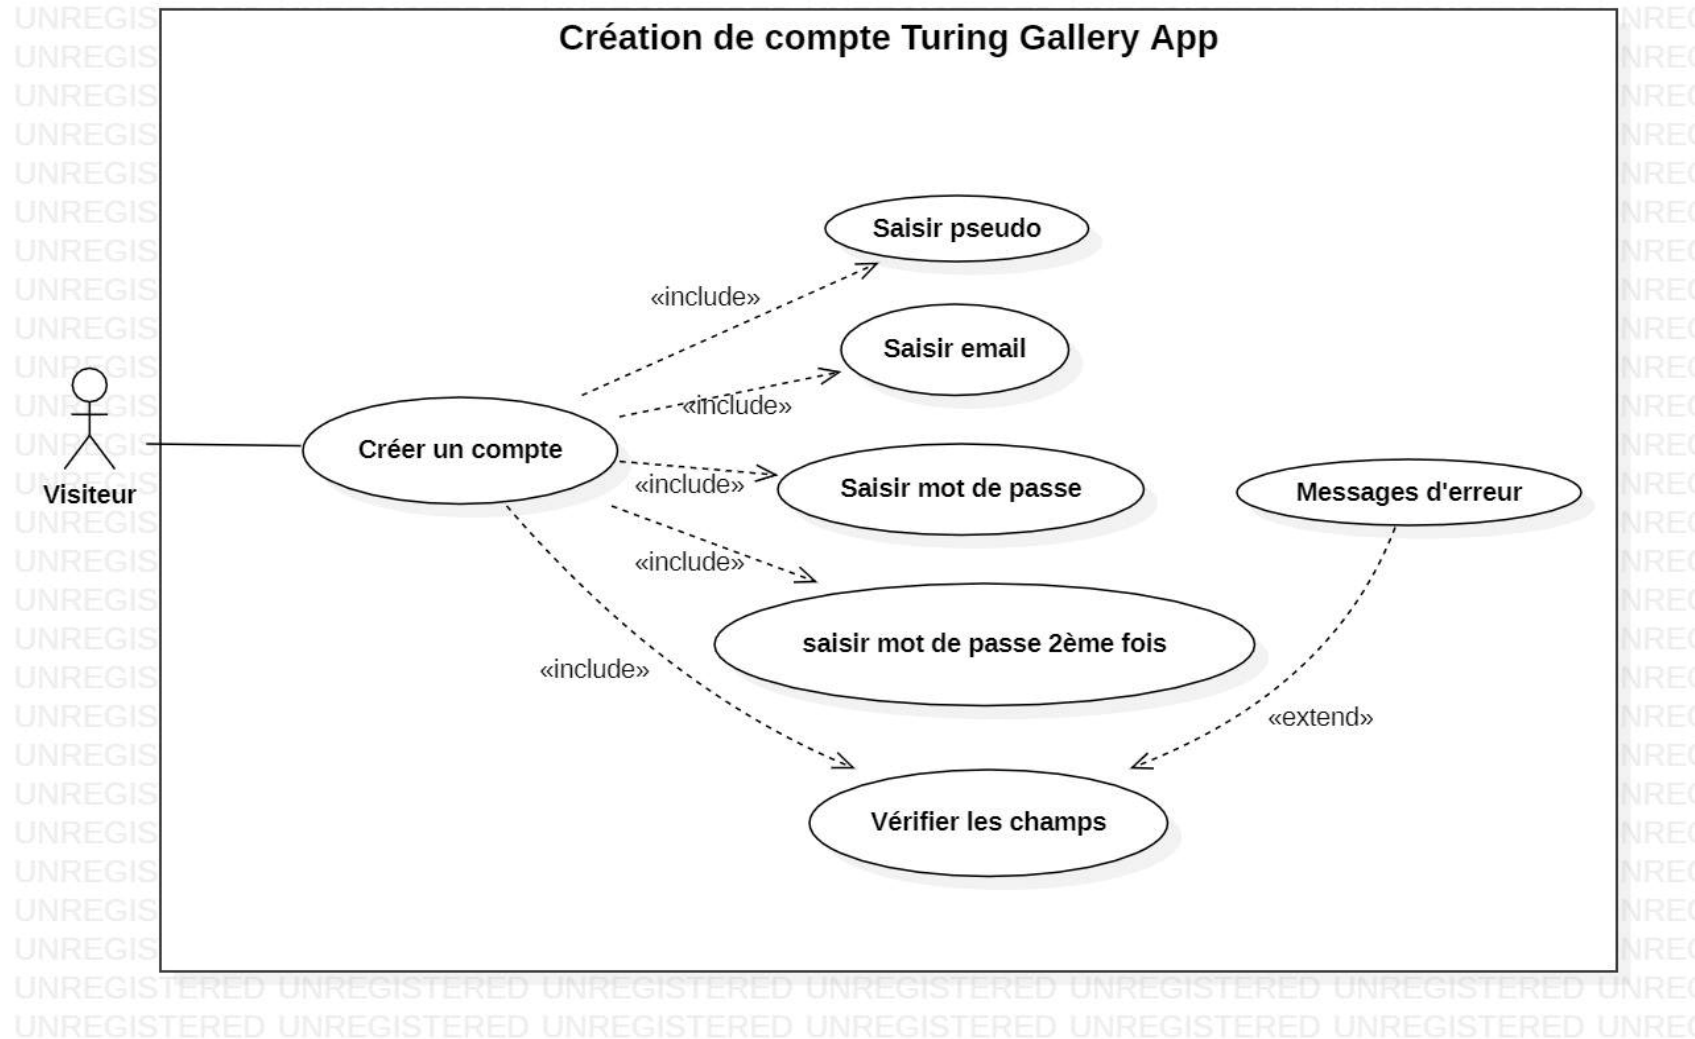 Création de compte Turing Gallery App
Saisir pseudo
«include»
Saisir email
«include»
Créer un compte
Visiteur
Saisir mot de passe
«include»
Messages d'erreur
«include»
saisir mot de passe 2ème fois
«include»
«extend»
Vérifier les champs
UNREGISTERED UNREGISTERED UNREGISTERED UNREGISTERED UNREGISTERED UNREGISTERED
UNREGISTERED UNREGISTERED UNREGISTERED UNREGISTERED UNREGISTERED UNREGISTERED